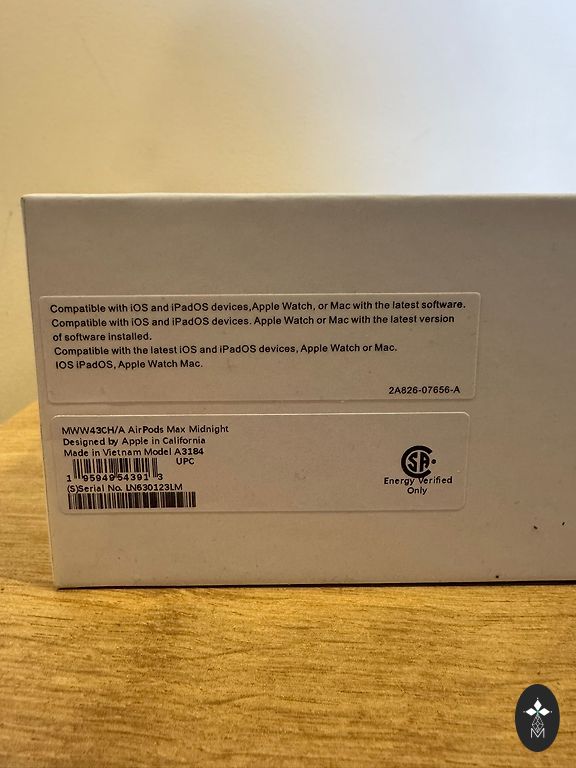 Compatible with iOS and iPadOS devices,Apple Watch, or Mac with the latest software.
Compatible with iOS and iPadOS devices. Apple Watch or Mac with the latest version
of software installed.
Compatible with the latest iOS and iPadOS devices, Apple Watch or Mac.
IOS iPadOS, Apple Watch Mac.
2A826-07656-A
MWW43CH/A AirPods Max Midnight
Designed by Apple in California
Made in Vietnam Model A3184
UPC
1 95949 54391 3
(S)Serial No. LN630123LM
SA
Energy Verified
Only
M